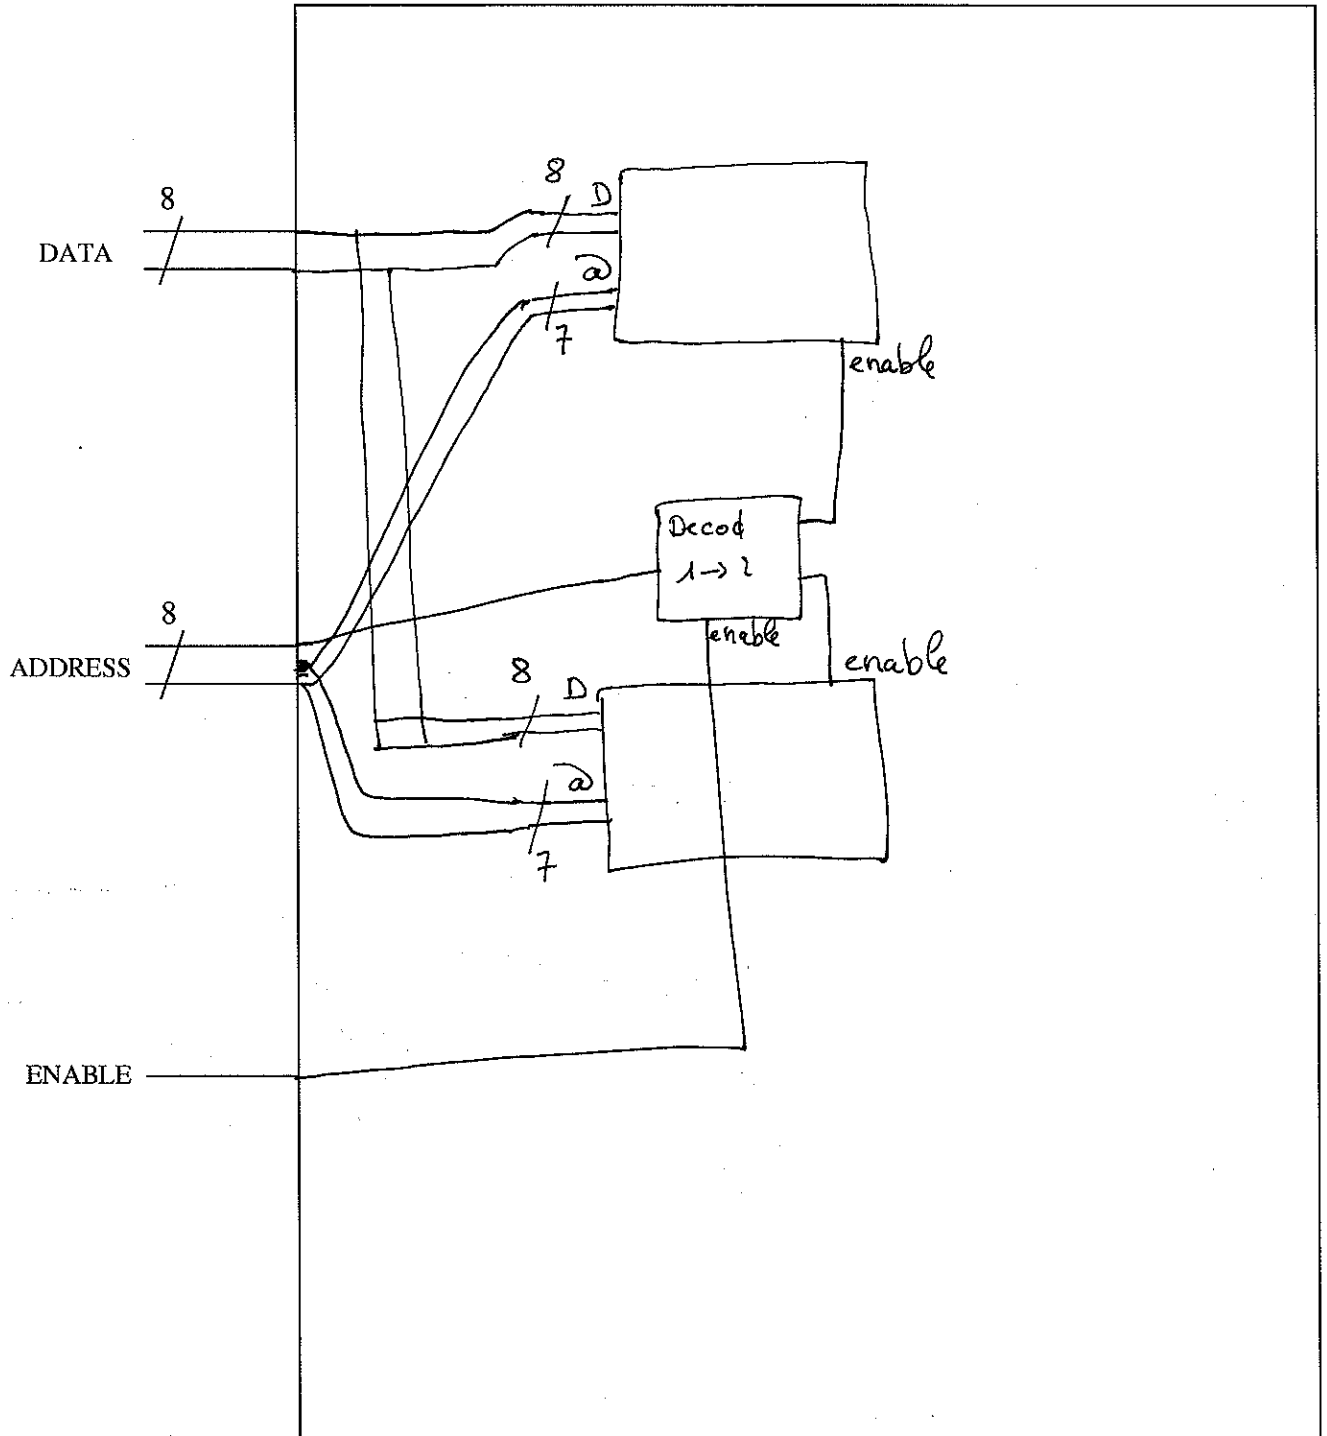 8
DATA
8 D
@
7
enable
Decod
1→2
enable
8
ADDRESS
enable
8 D
@
7
ENABLE